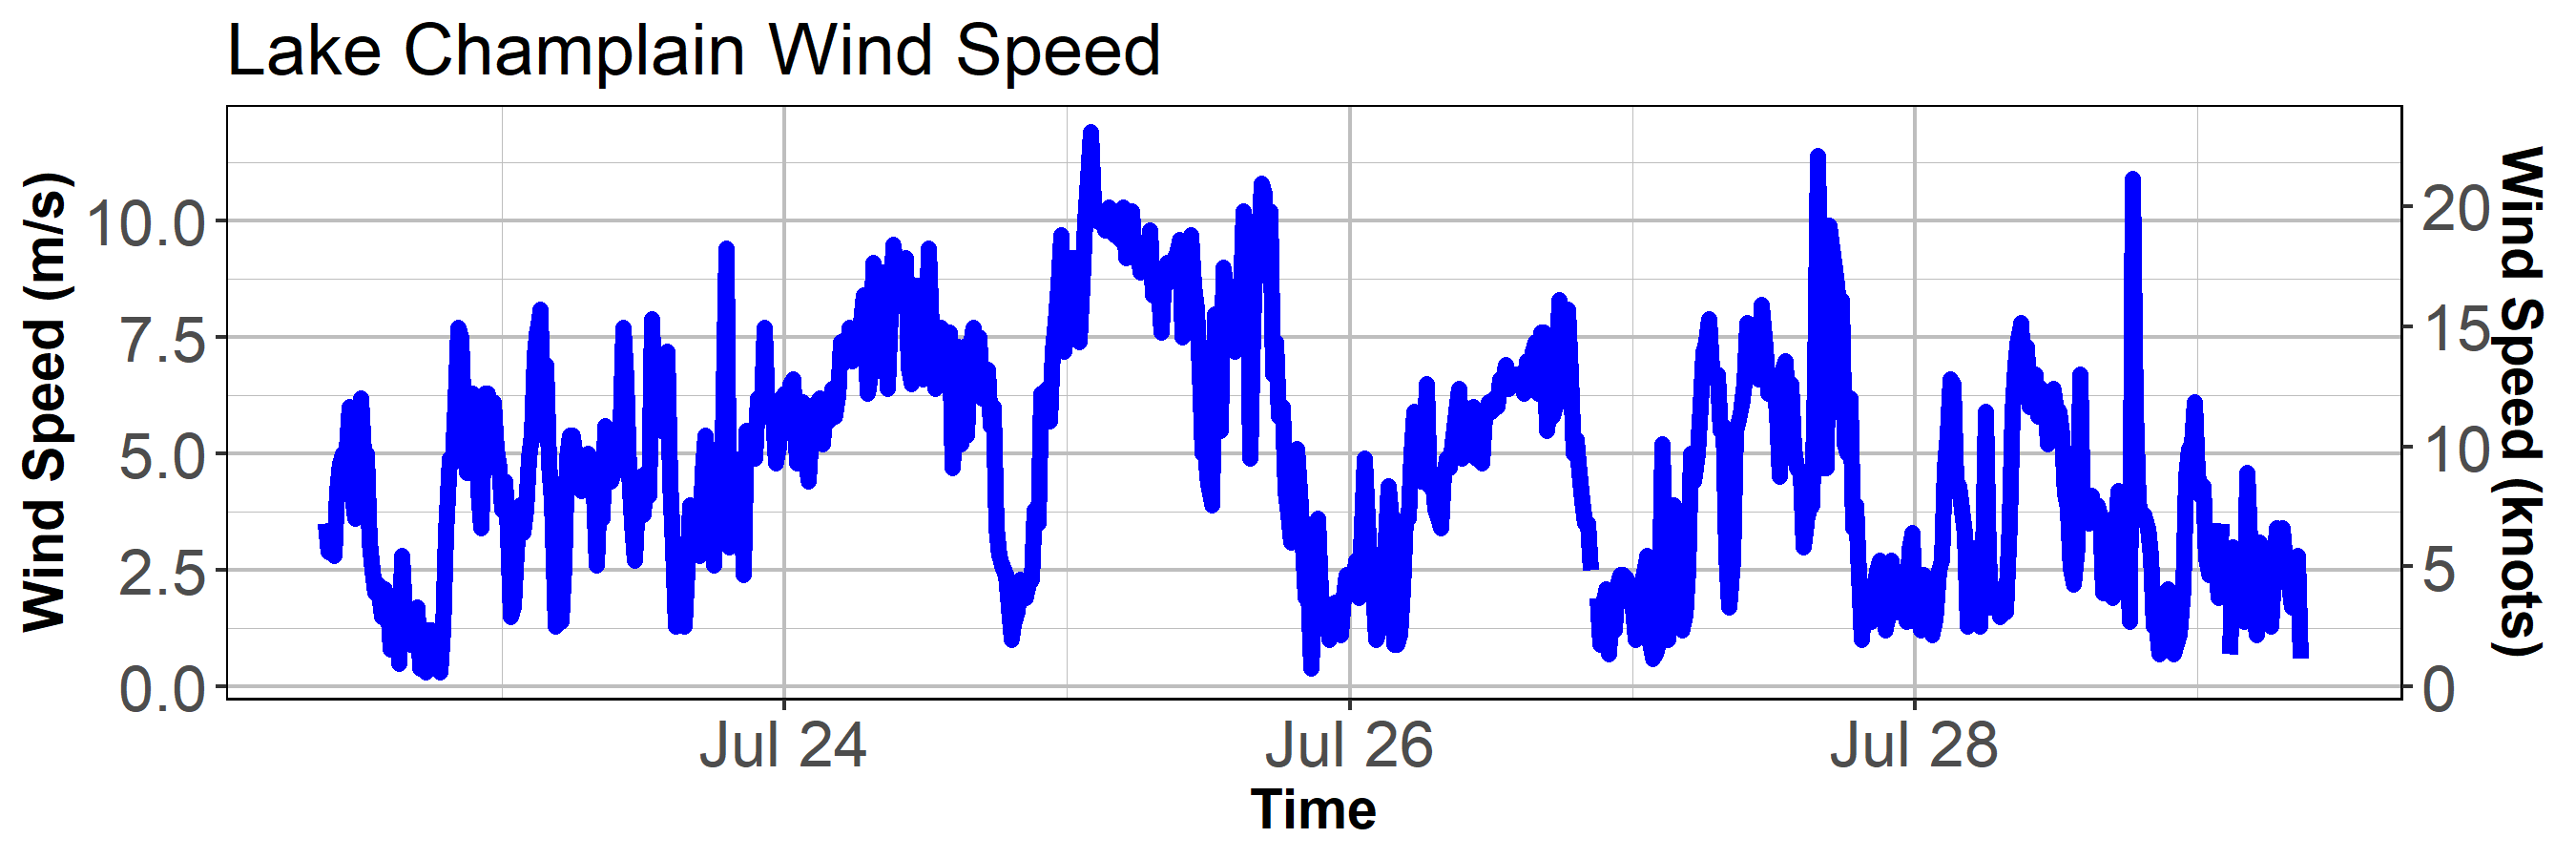 Lake Champlain Wind Speed
Wind Speed (m/s)
10.0
7.5
5.0
2.5
0.0
20
15
10
5
0
Wind Speed (knots)
Jul 24
Jul 26
Jul 28
Time